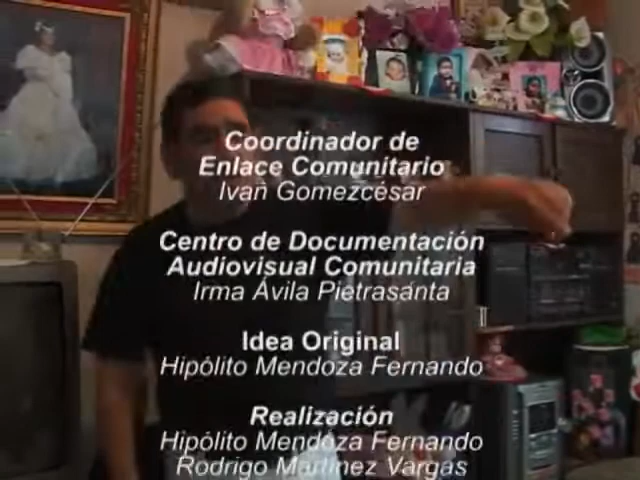 Coordinador de
Enlace Comunitario
Ivan Gomezcésar
Centro de Documentación
Audiovisual Comunitaria
Irma Ávila Pietrasanta
Idea Original
Hipólito Mendoza Fernando
Realización
Hipólito Mendoza Fernando
Rodrigo Martinez Vargas